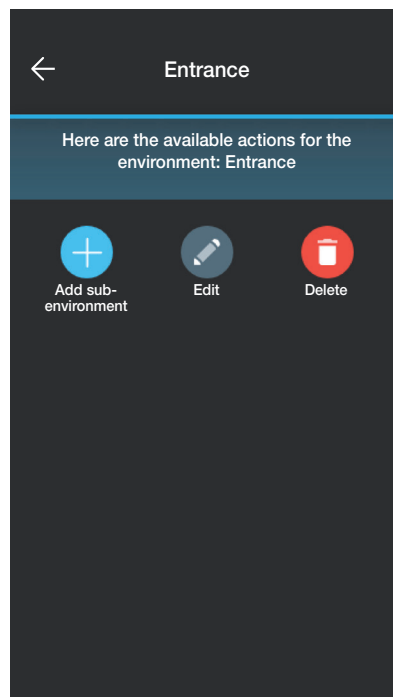 Entrance
Here are the available actions for the
environment: Entrance
Add sub-
environment
Edit
Delete